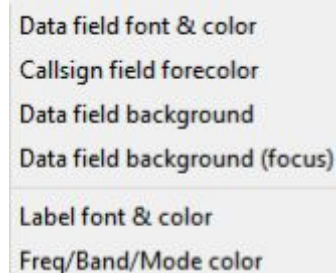 Data field font & color
Callsign field forecolor
Data field background
Data field background (focus)
Label font & color
Freq/Band/Mode color